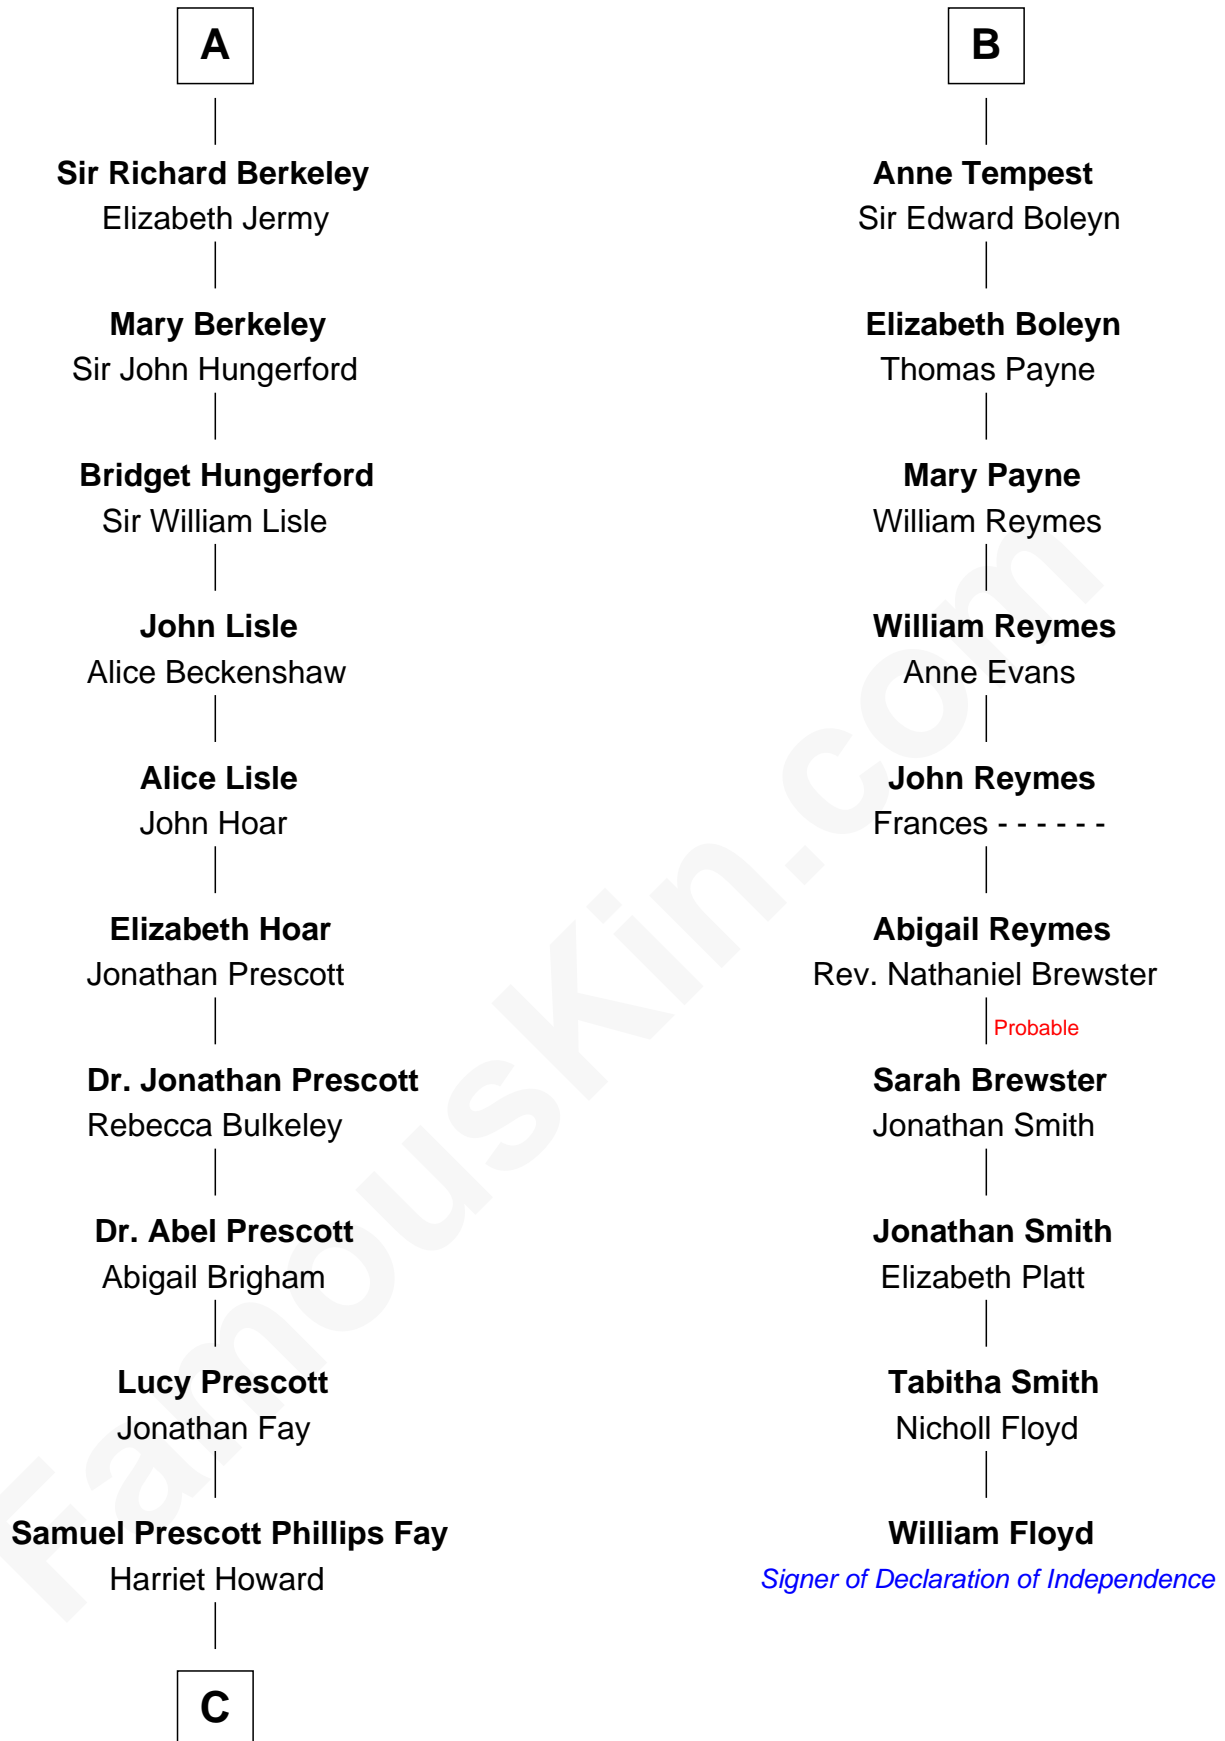 A
Sir Richard Berkeley
Elizabeth Jermy
Mary Berkeley
Sir John Hungerford
Bridget Hungerford
Sir William Lisle
John Lisle
Alice Beckenshaw
Alice Lisle
John Hoar
Elizabeth Hoar
Jonathan Prescott
Dr. Jonathan Prescott
Rebecca Bulkeley
Dr. Abel Prescott
Abigail Brigham
Lucy Prescott
Jonathan Fay
Samuel Prescott Phillips Fay
Harriet Howard
C
B
Anne Tempest
Sir Edward Boleyn
Elizabeth Boleyn
Thomas Payne
Mary Payne
William Reymes
William Reymes
Anne Evans
John Reymes
Frances - - - - - -
Abigail Reymes
Rev. Nathaniel Brewster
Probable
Sarah Brewster
Jonathan Smith
Jonathan Smith
Elizabeth Platt
Tabitha Smith
Nicholl Floyd
William Floyd
Signer of Declaration of Independence
FamousKin.com